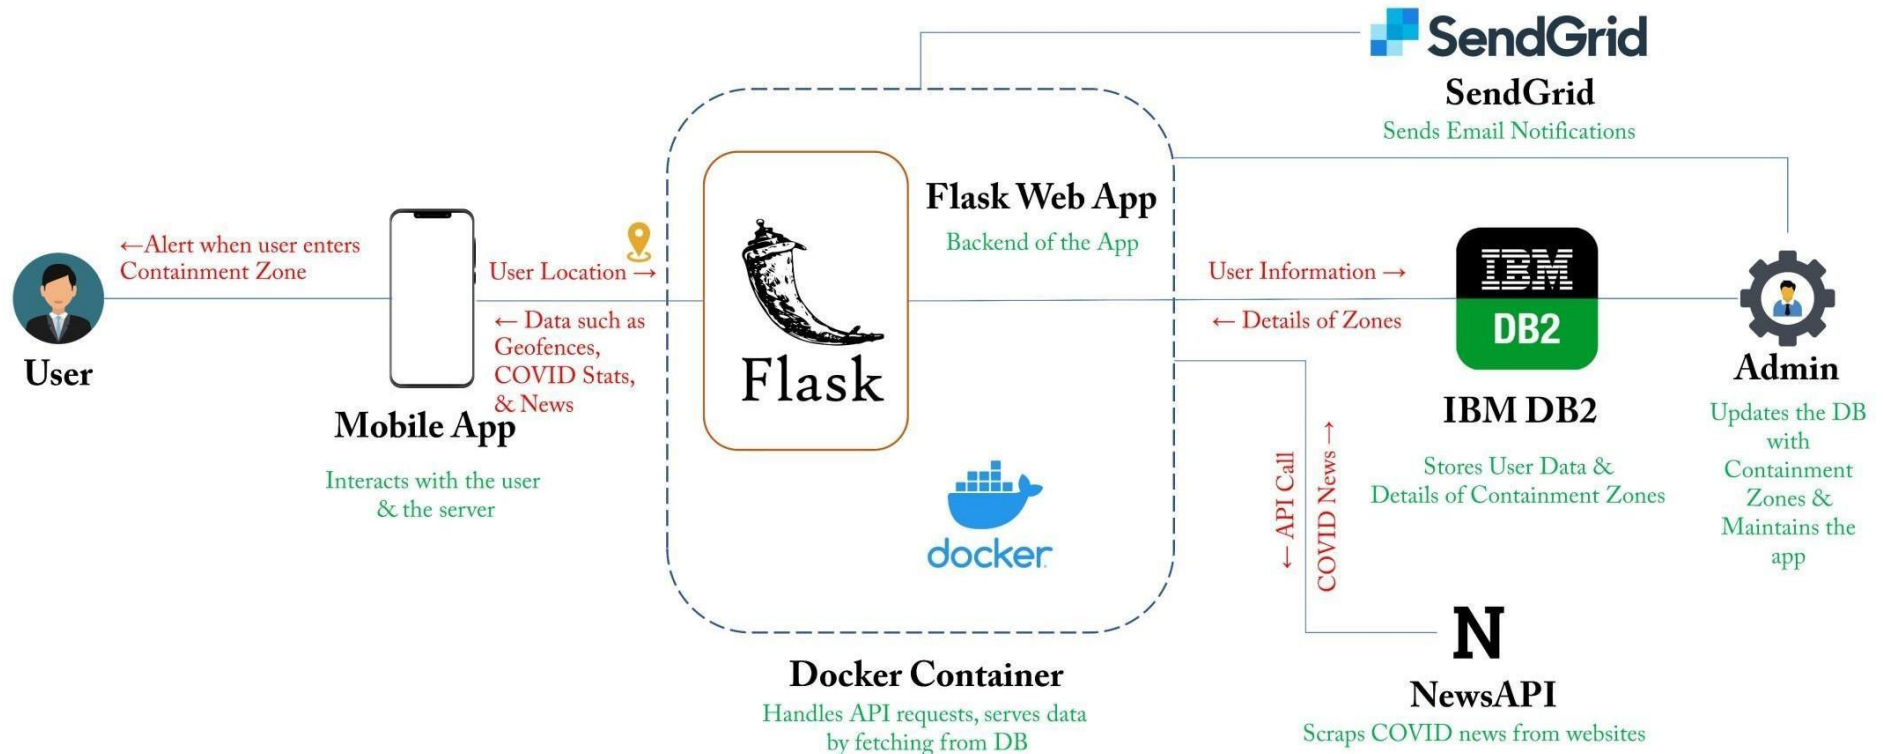 SendGrid
SendGrid
Sends Email Notifications
Flask Web App
Backend of the App
←Alert when user enters
Containment Zone
User Location →
← Data such as
Geofences,
COVID Stats,
& News
User
Mobile App
Interacts with the user
& the server
Flask
docker
Docker Container
Handles API requests, serves data
by fetching from DB
User Information →
← Details of Zones
IBM
DB2
IBM DB2
Stores User Data &
Details of Containment Zones
Admin
Updates the DB
with
Containment
Zones &
Maintains the
app
← API Call
COVID News →
N
NewsAPI
Scraps COVID news from websites